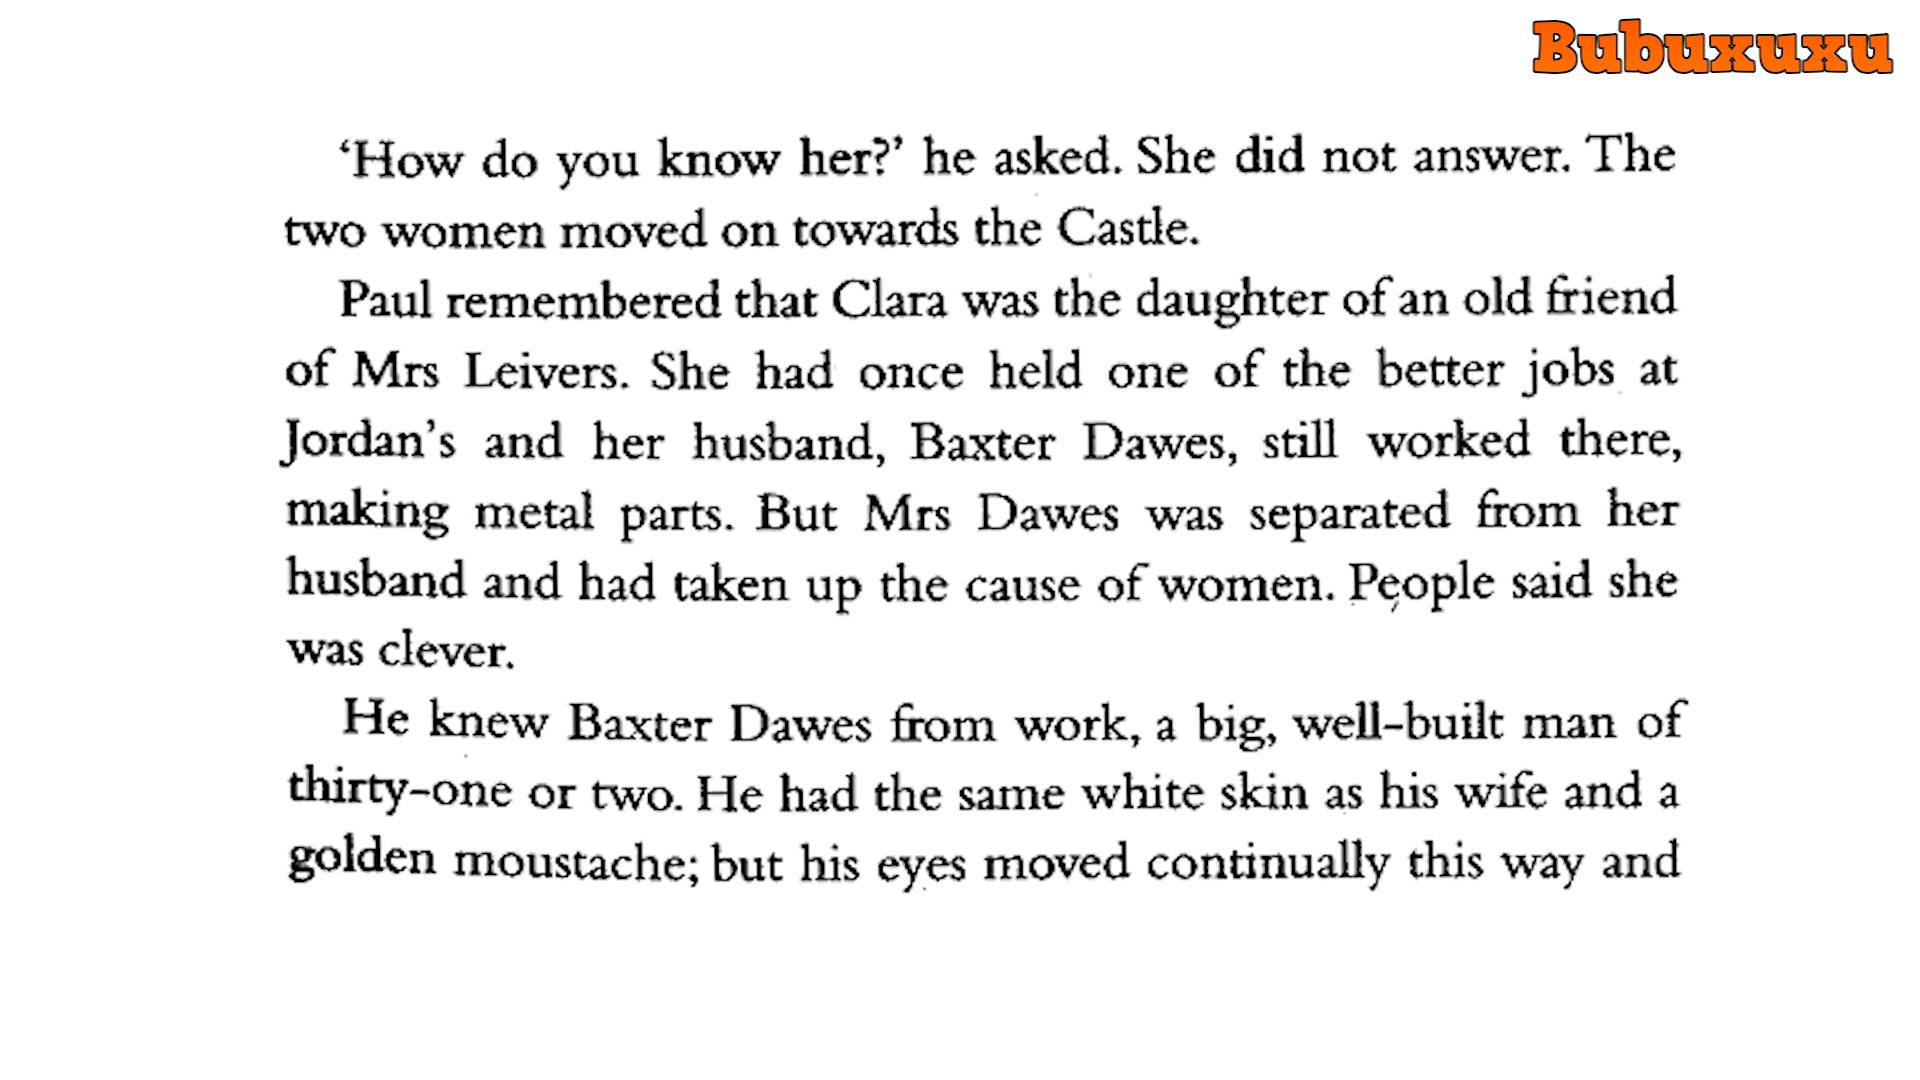 Bubuxuxu
‘How do you know her?’ he asked. She did not answer. The
two women moved on towards the Castle.
Paul remembered that Clara was the daughter of an old friend
of Mrs Leivers. She had once held one of the better jobs at
Jordan’s and her husband, Baxter Dawes, still worked there,
making metal parts. But Mrs Dawes was separated from her
husband and had taken up the cause of women. People said she
was clever.
He knew Baxter Dawes from work, a big, well-built man of
thirty-one or two. He had the same white skin as his wife and a
golden moustache; but his eyes moved continually this way and